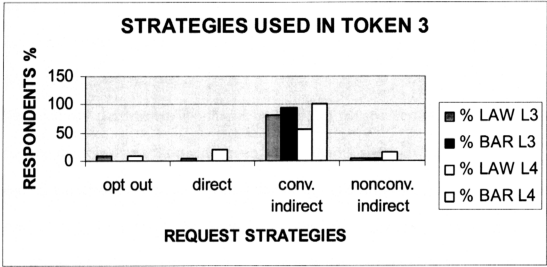 STRATEGIES USED IN TOKEN 3
RESPONDENTS %
150
100
50
0
opt out
direct
conv.
indirect
nonconv.
indirect
REQUEST STRATEGIES
% LAW L3
% BAR L3
% LAW L4
% BAR L4